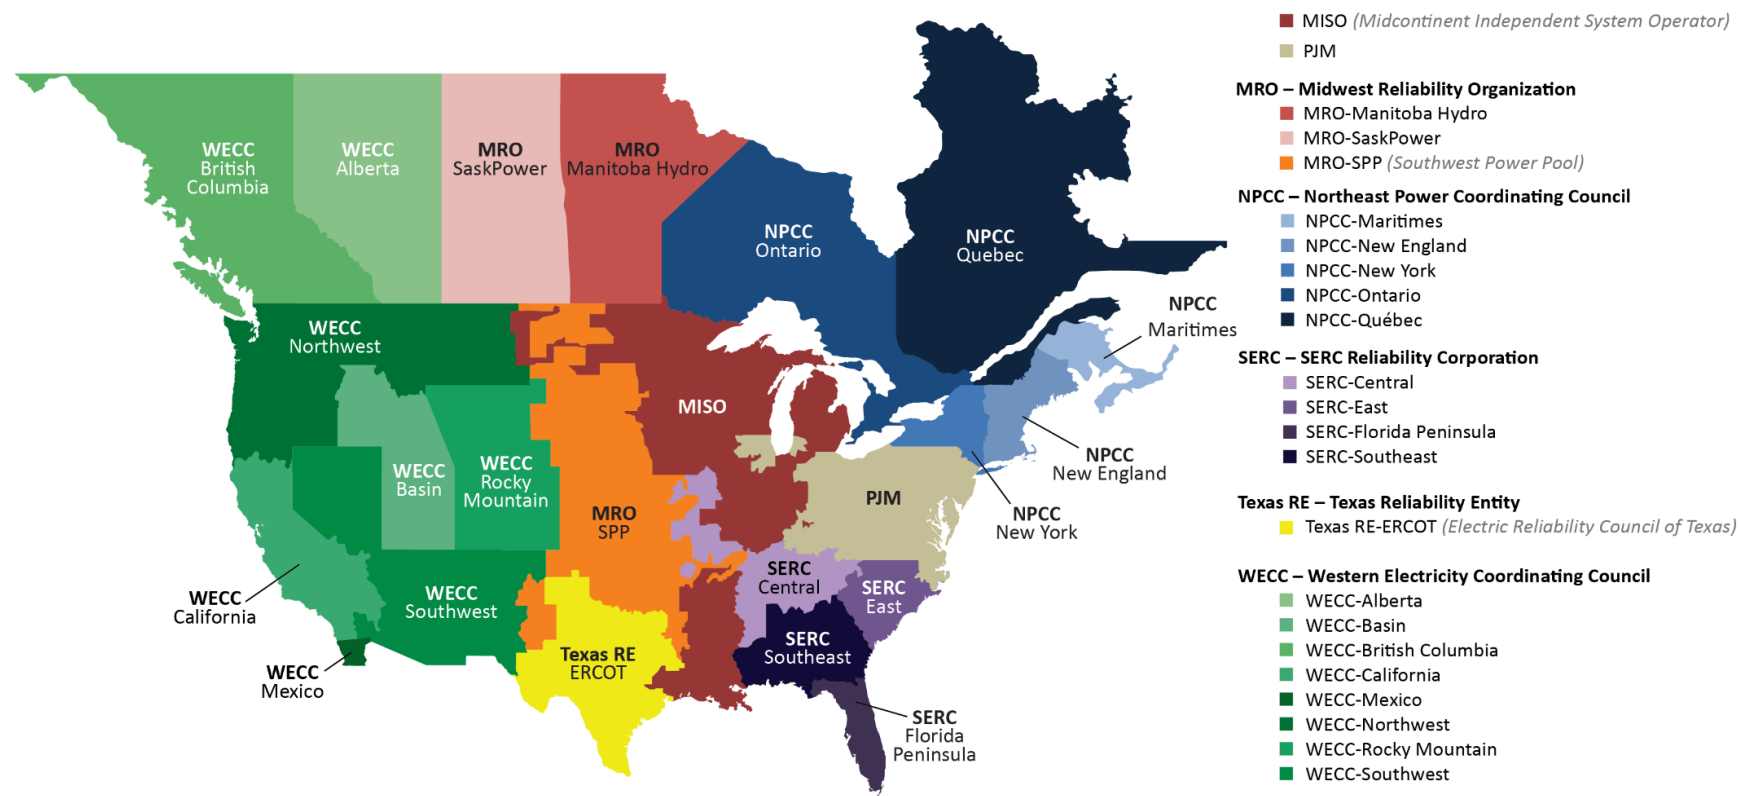 WECC
British
Columbia
WECC
Alberta
MRO
SaskPower
MRO
Manitoba Hydro
NPCC
Ontario
NPCC
Quebec
NPCC
Maritimes
WECC
Northwest
MISO
WECC
Basin
WECC
Rocky
Mountain
MRO
SPP
PJM
NPCC
New England
NPCC
New York
WECC
California
WECC
Southwest
SERC
Central
SERC
East
SERC
Southeast
Texas RE
ERCOT
WECC
Mexico
SERC
Florida
Peninsula
MISO (Midcontinent Independent System Operator)
PJM
MRO – Midwest Reliability Organization
MRO-Manitoba Hydro
MRO-SaskPower
MRO-SPP (Southwest Power Pool)
NPCC – Northeast Power Coordinating Council
NPCC-Maritimes
NPCC-New England
NPCC-New York
NPCC-Ontario
NPCC-Québec
SERC – SERC Reliability Corporation
SERC-Central
SERC-East
SERC-Florida Peninsula
SERC-Southeast
Texas RE – Texas Reliability Entity
Texas RE-ERCOT (Electric Reliability Council of Texas)
WECC – Western Electricity Coordinating Council
WECC-Alberta
WECC-Basin
WECC-British Columbia
WECC-California
WECC-Mexico
WECC-Northwest
WECC-Rocky Mountain
WECC-Southwest